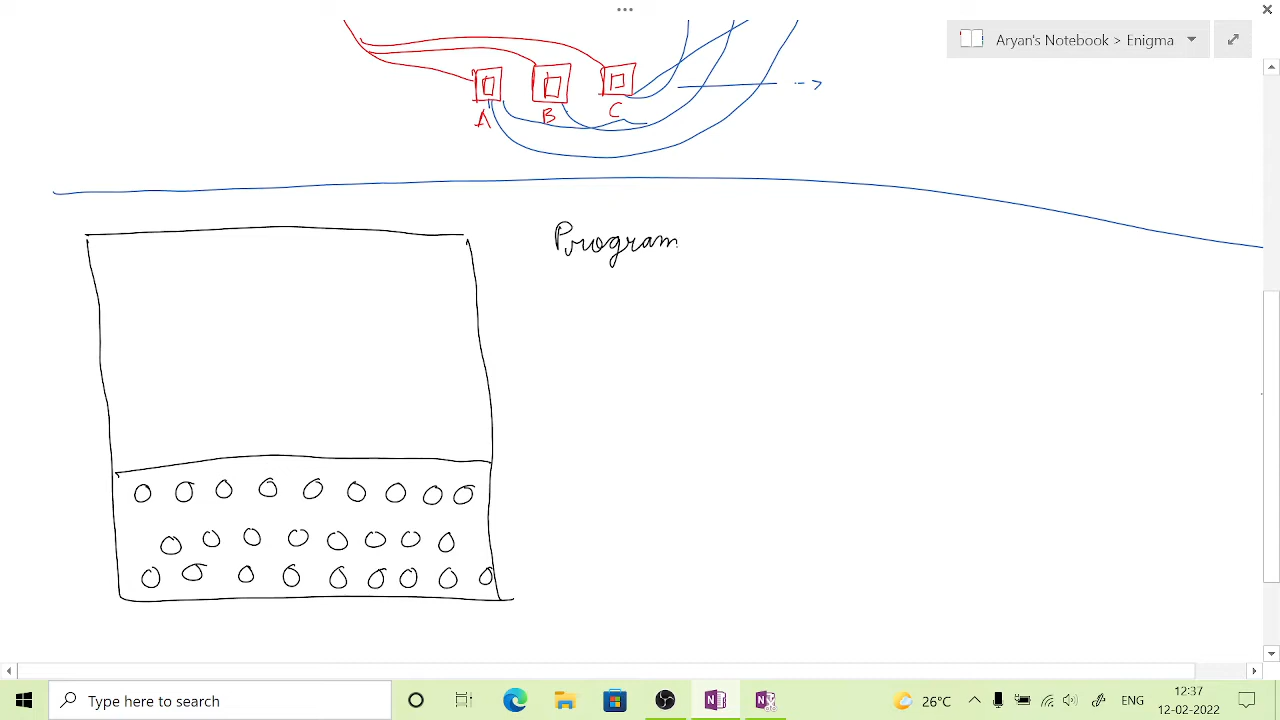 Aryan's Notebook > Enigma
A B C
Program
Type here to search
26°C
ENG
12:37
12-02-2022